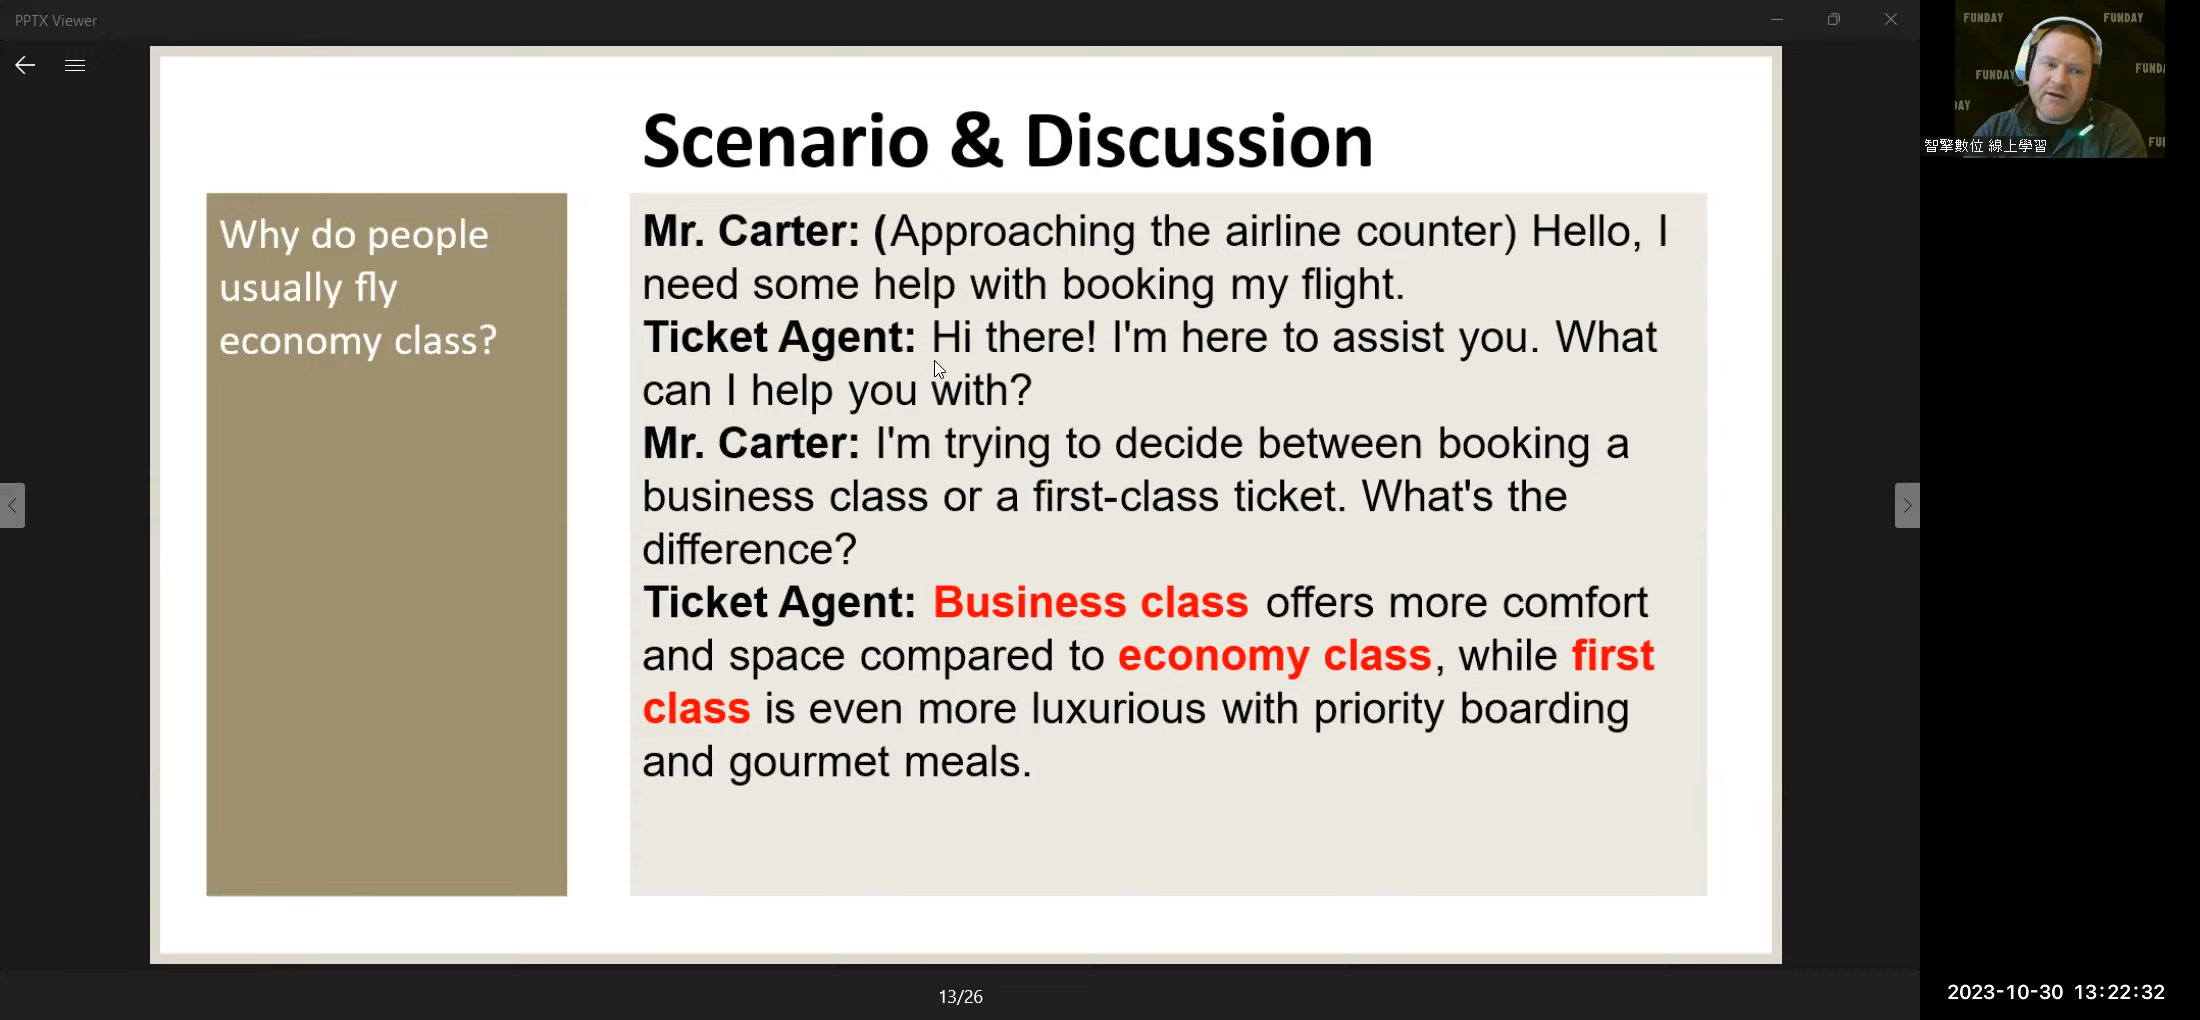 PPTX Viewer
Scenario & Discussion
Why do people
usually fly
economy class?
Mr. Carter: (Approaching the airline counter) Hello, I
need some help with booking my flight.
Ticket Agent: Hi there! I'm here to assist you. What
can I help you with?
Mr. Carter: I'm trying to decide between booking a
business class or a first-class ticket. What's the
difference?
Ticket Agent: Business class offers more comfort
and space compared to economy class, while first
class is even more luxurious with priority boarding
and gourmet meals.
13/26
FUNDAY
FUNDAY
FUNDAY
FUNDA
DAY
FU
智擎數位 線上學習
2023-10-30 13:22:32